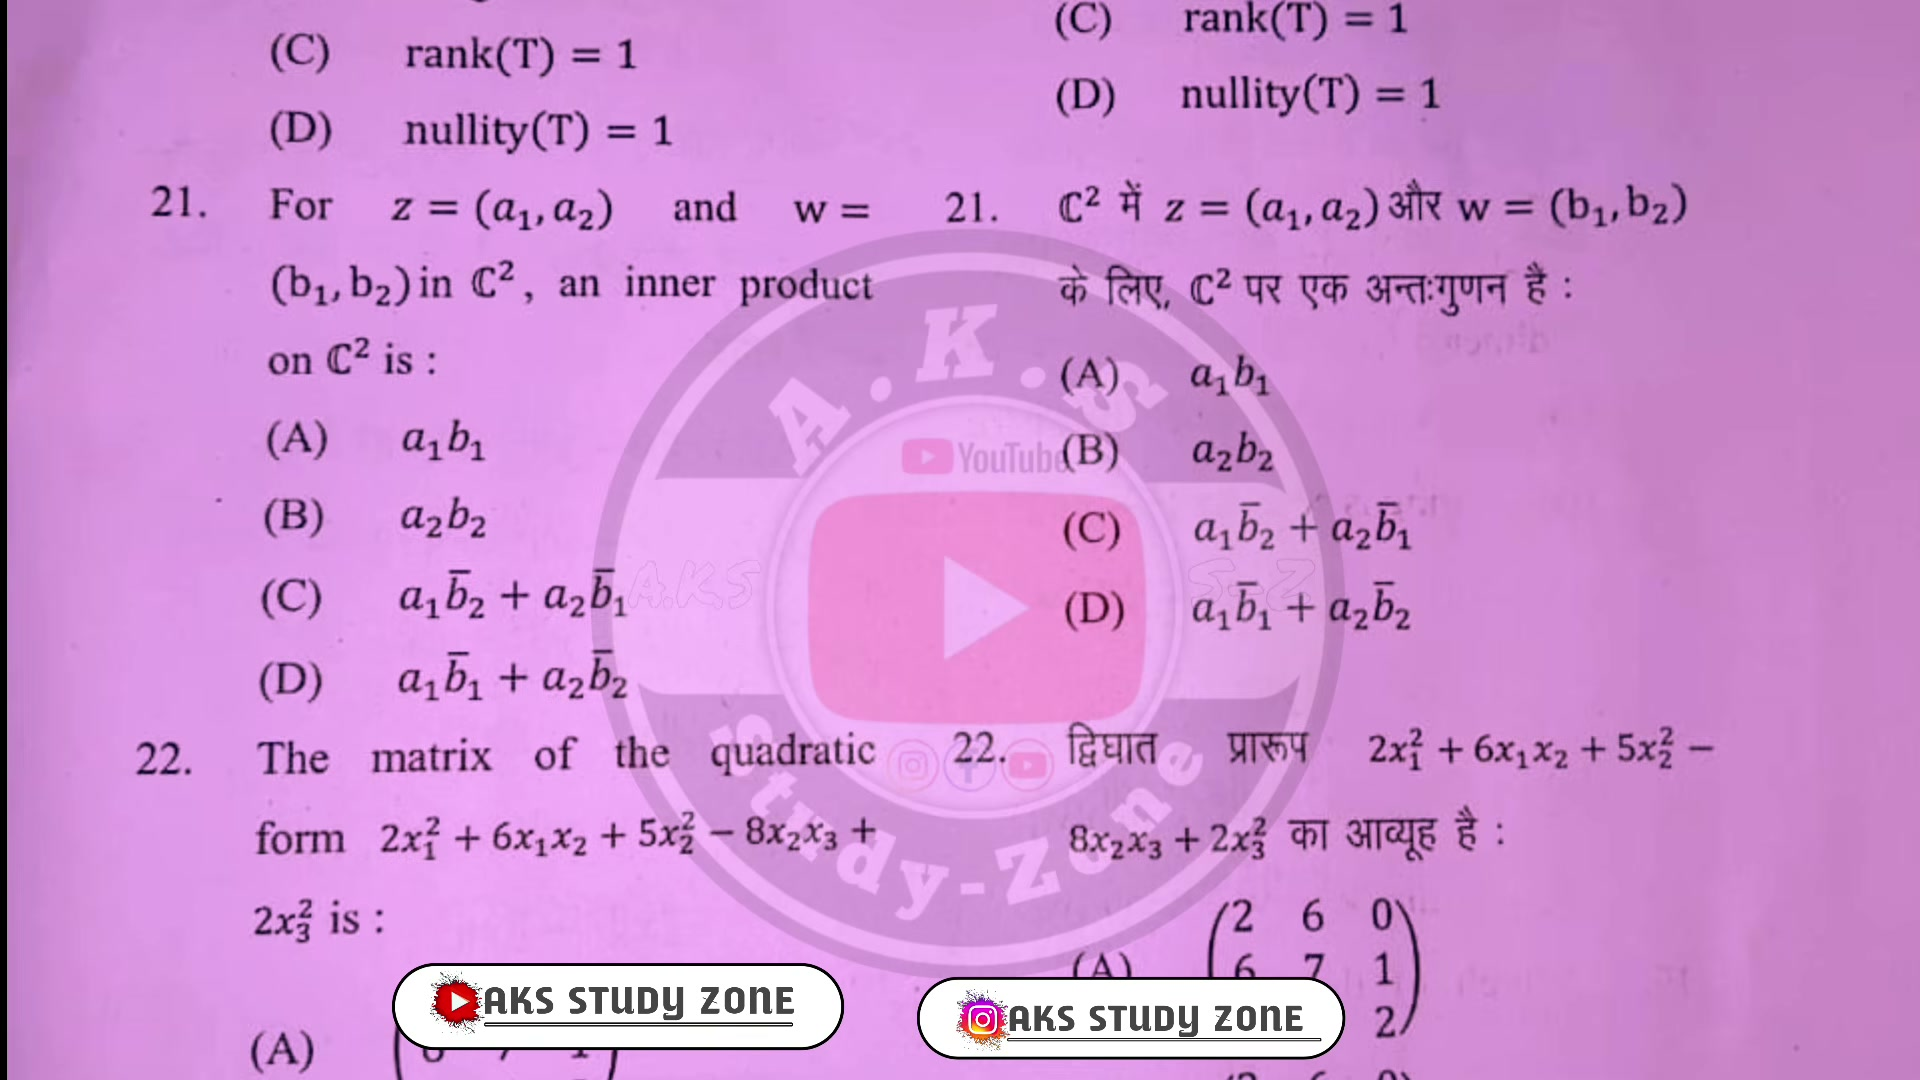 (C) rank(T) = 1
(D) nullity(T) = 1
21. For z = (a₁, a₂) and w =
(b₁, b₂) in ℂ², an inner product
on ℂ² is :
(A) a₁b₁
(B) a₂b₂
(C) a₁b̄₂ + a₂b̄₁
(D) a₁b̄₁ + a₂b̄₂
22. The matrix of the quadratic
form 2x₁² + 6x₁x₂ + 5x₂² − 8x₂x₃ +
2x₃² is :
(A)
(C) rank(T) = 1
(D) nullity(T) = 1
21. ℂ² में z = (a₁, a₂) और w = (b₁, b₂)
के लिए, ℂ² पर एक अन्तःगुणन है :
(A) a₁b₁
(B) a₂b₂
(C) a₁b̄₂ + a₂b̄₁
(D) a₁b̄₁ + a₂b̄₂
22. द्विघात प्रारूप 2x₁² + 6x₁x₂ + 5x₂² −
8x₂x₃ + 2x₃² का आव्यूह है :
2 6 0
(A) 6 7 1
2
A.K.S
YouTube
A.K.S S-Z
Study-Zone
AKS STUDY ZONE
AKS STUDY ZONE